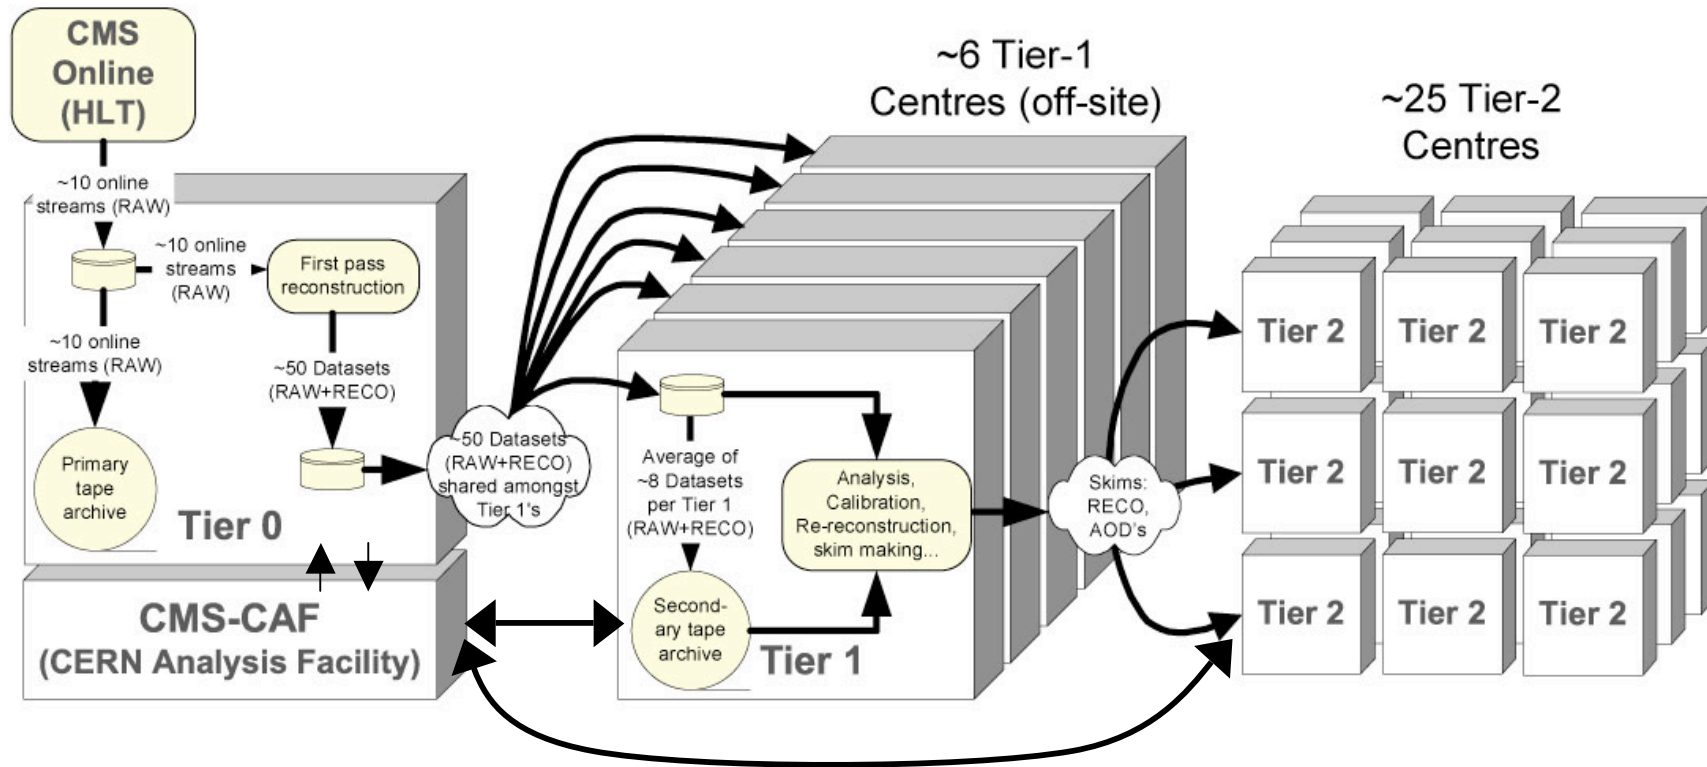 CMS
Online
(HLT)
~10 online
streams (RAW)
~10 online
streams
(RAW)
First pass
reconstruction
~10 online
streams (RAW)
~50 Datasets
(RAW+RECO)
Primary
tape
archive
Tier 0
~50 Datasets
(RAW+RECO)
shared amongst
Tier 1's
CMS-CAF
(CERN Analysis Facility)
~6 Tier-1
Centres (off-site)
Average of
~8 Datasets
per Tier 1
(RAW+RECO)
Analysis,
Calibration,
Re-reconstruction,
skim making...
Second-
ary tape
archive
Tier 1
Skims:
RECO,
AOD's
~25 Tier-2
Centres
Tier 2
Tier 2
Tier 2
Tier 2
Tier 2
Tier 2
Tier 2
Tier 2
Tier 2